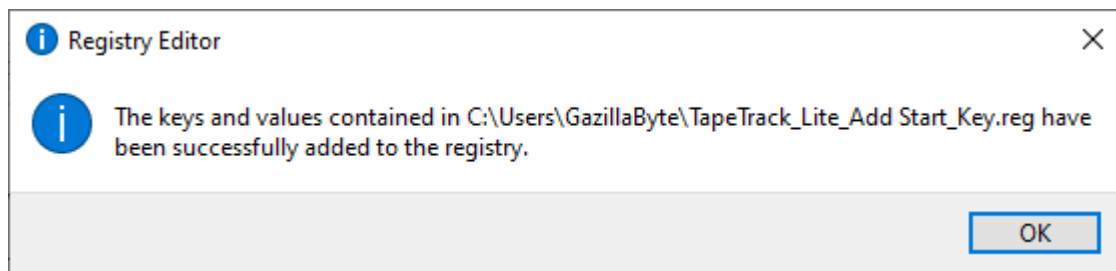 Registry Editor
The keys and values contained in C:\Users\GazillaByte\TapeTrack_Lite_Add Start_Key.reg have
been successfully added to the registry.
OK